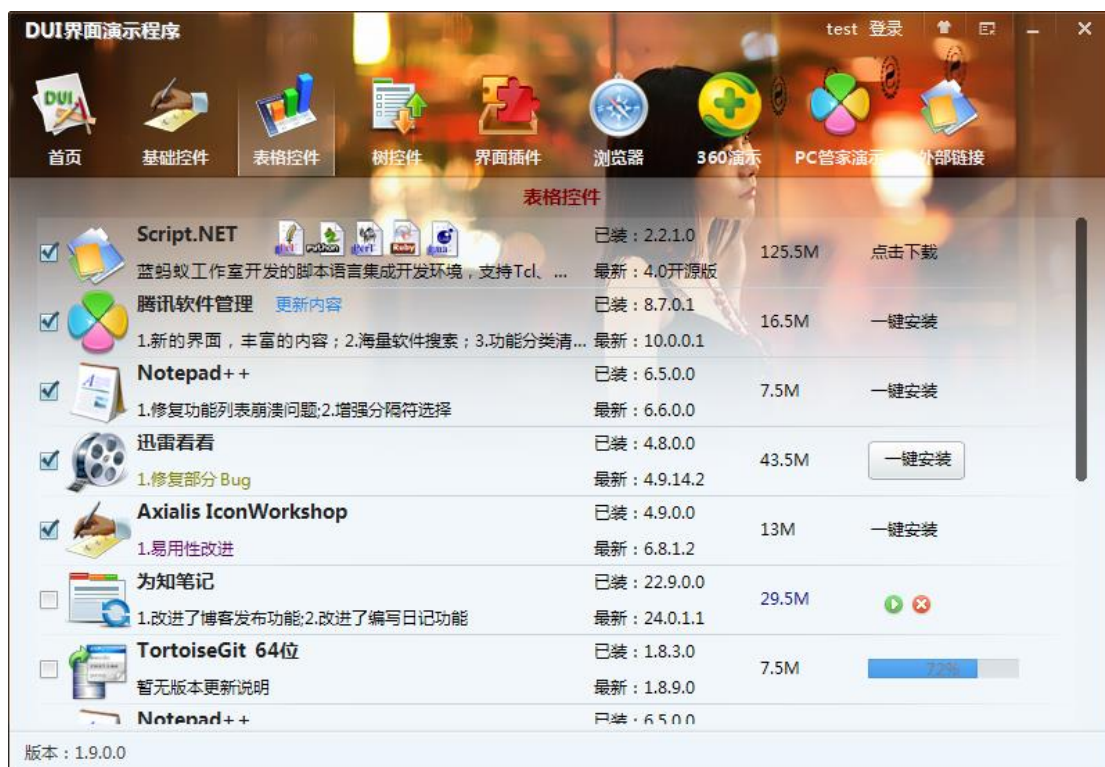 DUI界面演示程序
test 登录
首页 基础控件 表格控件 树控件 界面插件 浏览器 360演示 PC管家演示 外部链接
表格控件
Script.NET
已装：2.2.1.0
125.5M
点击下载
蓝蚂蚁工作室开发的脚本语言集成开发环境，支持Tcl、...
最新：4.0开源版
腾讯软件管理 更新内容
已装：8.7.0.1
16.5M
一键安装
1.新的界面，丰富的内容；2.海量软件搜索；3.功能分类清...
最新：10.0.0.1
Notepad++
已装：6.5.0.0
7.5M
一键安装
1.修复功能列表崩溃问题;2.增强分隔符选择
最新：6.6.0.0
迅雷看看
已装：4.8.0.0
43.5M
一键安装
1.修复部分Bug
最新：4.9.14.2
Axialis IconWorkshop
已装：4.9.0.0
13M
一键安装
1.易用性改进
最新：6.8.1.2
为知笔记
已装：22.9.0.0
29.5M
1.改进了博客发布功能;2.改进了编写日记功能
最新：24.0.1.1
TortoiseGit 64位
已装：1.8.3.0
7.5M
72%
暂无版本更新说明
最新：1.8.9.0
Notepad++
已装：6.5.0.0
版本：1.9.0.0